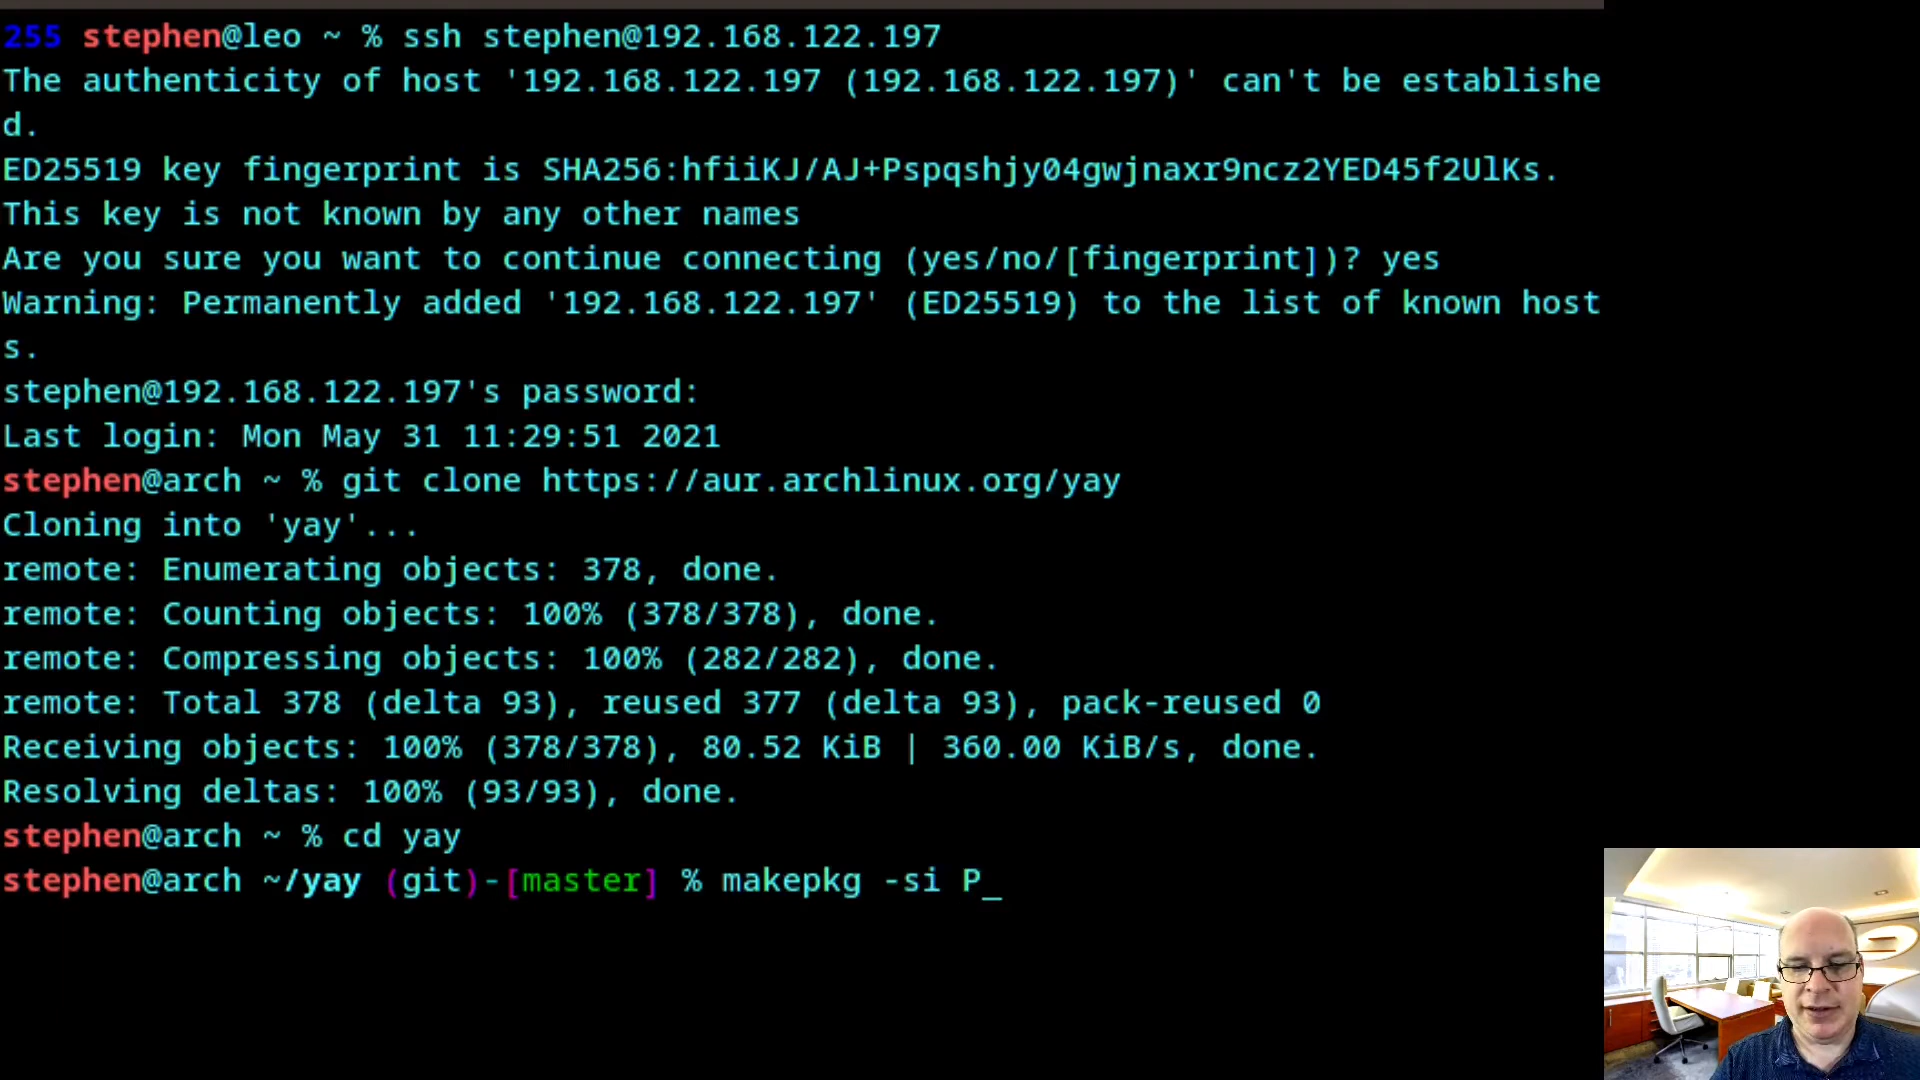 255 stephen@leo ~ % ssh stephen@192.168.122.197
The authenticity of host '192.168.122.197 (192.168.122.197)' can't be establishe
d.
ED25519 key fingerprint is SHA256:hfiiKJ/AJ+Pspqshjy04gwjnaxr9ncz2YED45f2UlKs.
This key is not known by any other names
Are you sure you want to continue connecting (yes/no/[fingerprint])? yes
Warning: Permanently added '192.168.122.197' (ED25519) to the list of known host
s.
stephen@192.168.122.197's password:
Last login: Mon May 31 11:29:51 2021
stephen@arch ~ % git clone https://aur.archlinux.org/yay
Cloning into 'yay'...
remote: Enumerating objects: 378, done.
remote: Counting objects: 100% (378/378), done.
remote: Compressing objects: 100% (282/282), done.
remote: Total 378 (delta 93), reused 377 (delta 93), pack-reused 0
Receiving objects: 100% (378/378), 80.52 KiB | 360.00 KiB/s, done.
Resolving deltas: 100% (93/93), done.
stephen@arch ~ % cd yay
stephen@arch ~/yay (git)-[master] % makepkg -si P_